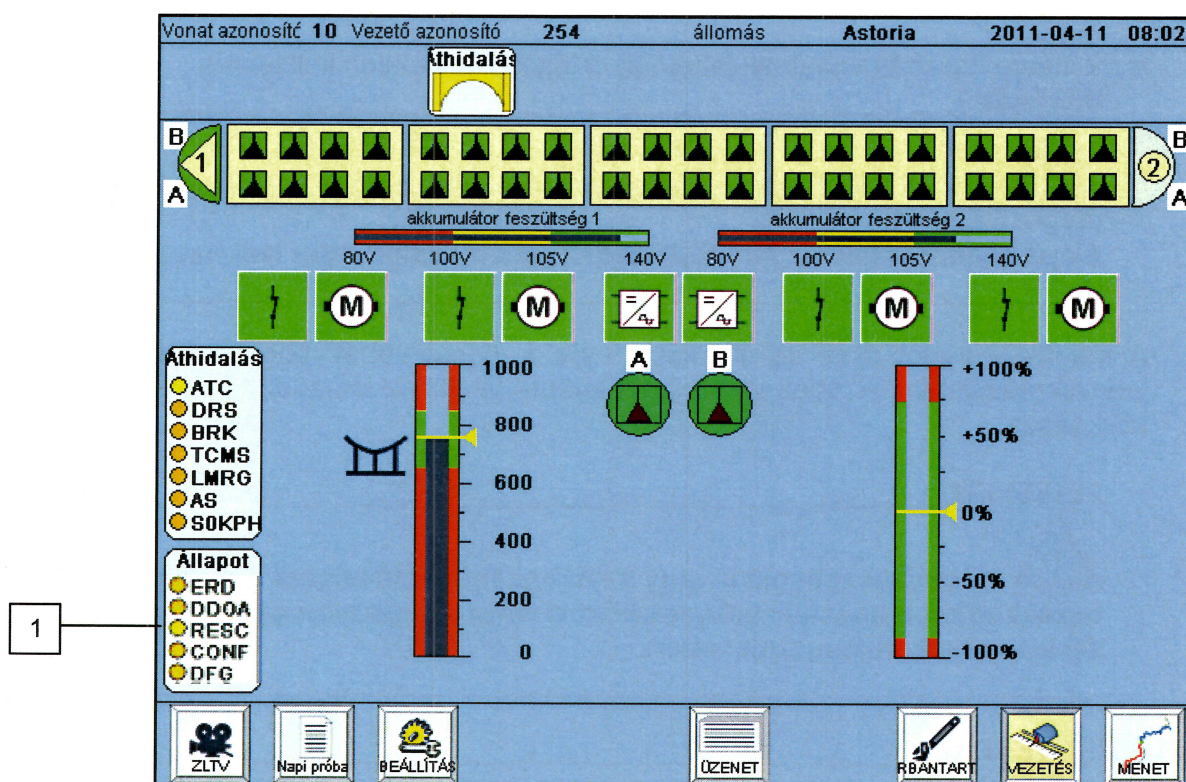 Vonat azonosítć 10 Vezető azonosító 254 állomás Astoria 2011-04-11 08:02
Áthidalás
B B
1 2
A A
akkumulátor feszültség 1 akkumulátor feszültség 2
80V 100V 105V 140V 80V 100V 105V 140V
M M M M
Áthidalás
ATC
DRS
BRK
TCMS
LMRG
AS
S0KPH
Állapot
ERD
DDOA
RESC
CONF
DFG
1
1000
800
600
400
200
0
A B
+100%
+50%
0%
-50%
-100%
ZLTV Napi próba BEÁLLÍTÁS ÜZENET RBANTART VEZETÉS MENET